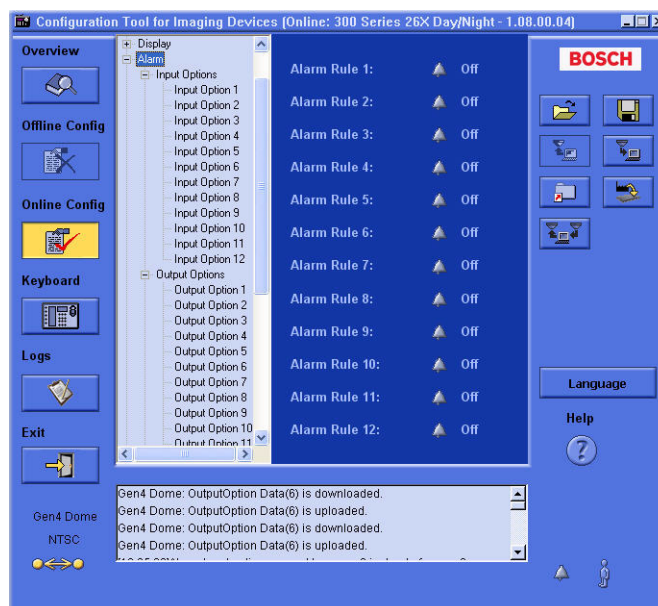 Configuration Tool for Imaging Devices (Online: 300 Series 26X Day/Night - 1.08.00.04)
Overview
Offline Config
Online Config
Keyboard
Logs
Exit
Gen4 Dome
NTSC
Display
Alarm
Input Options
Input Option 1
Input Option 2
Input Option 3
Input Option 4
Input Option 5
Input Option 6
Input Option 7
Input Option 8
Input Option 9
Input Option 10
Input Option 11
Input Option 12
Output Options
Output Option 1
Output Option 2
Output Option 3
Output Option 4
Output Option 5
Output Option 6
Output Option 7
Output Option 8
Output Option 9
Output Option 10
Output Option 11
Alarm Rule 1: Off
Alarm Rule 2: Off
Alarm Rule 3: Off
Alarm Rule 4: Off
Alarm Rule 5: Off
Alarm Rule 6: Off
Alarm Rule 7: Off
Alarm Rule 8: Off
Alarm Rule 9: Off
Alarm Rule 10: Off
Alarm Rule 11: Off
Alarm Rule 12: Off
BOSCH
Language
Help
?
Gen4 Dome: OutputOption Data(6) is downloaded.
Gen4 Dome: OutputOption Data(6) is uploaded.
Gen4 Dome: OutputOption Data(6) is downloaded.
Gen4 Dome: OutputOption Data(6) is uploaded.